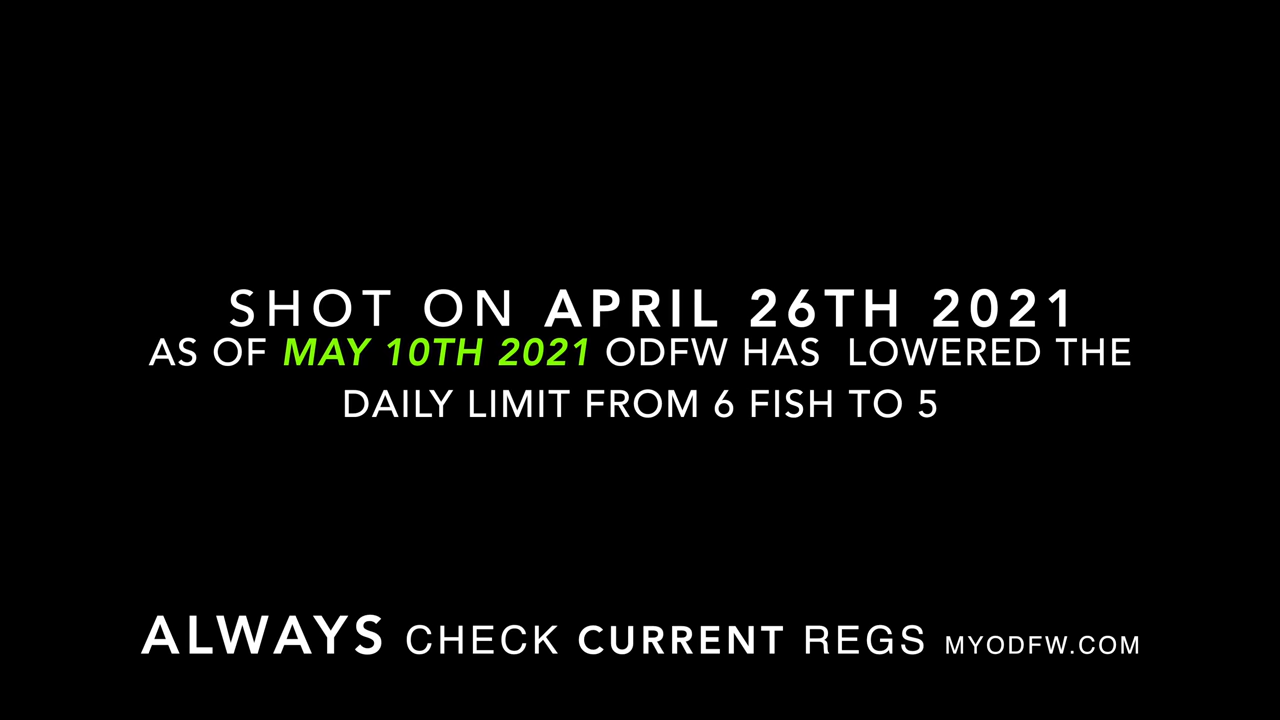 SHOT ON APRIL 26TH 2021
AS OF MAY 10TH 2021 ODFW HAS LOWERED THE
DAILY LIMIT FROM 6 FISH TO 5
ALWAYS CHECK CURRENT REGS MYODFW.COM